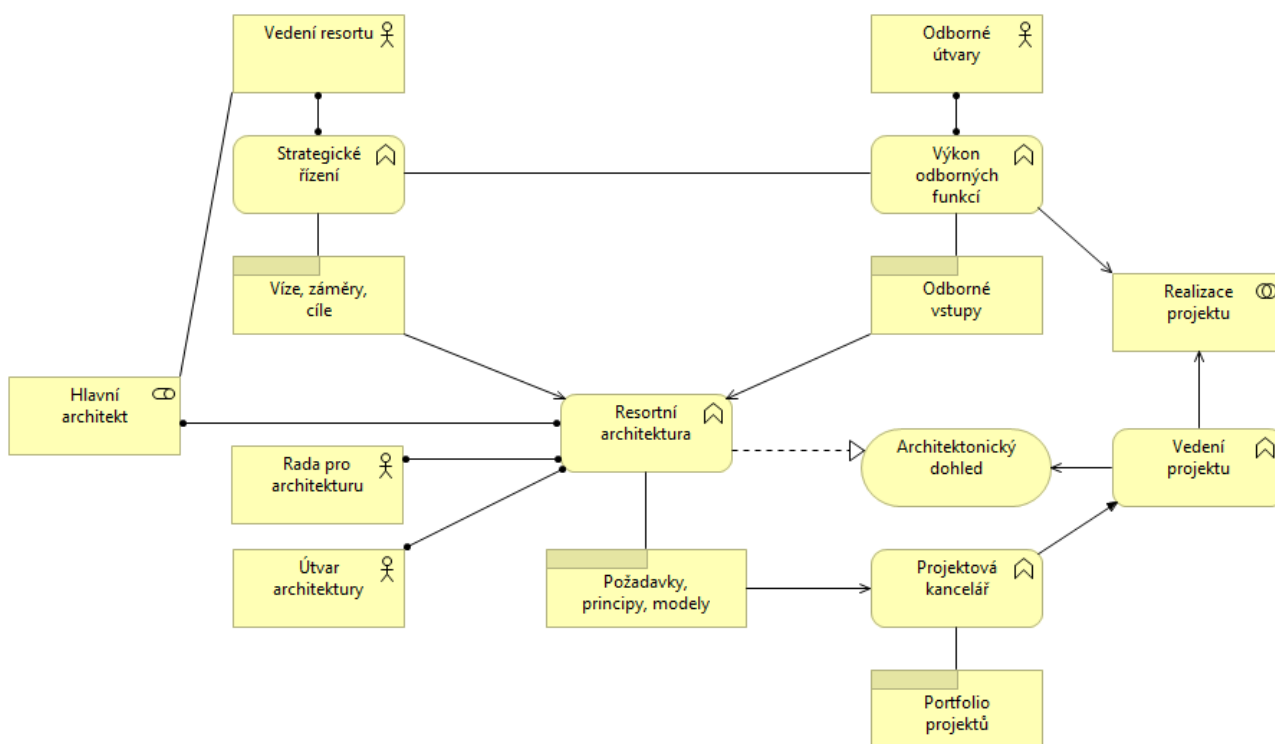 Vedení resortu
Odborné
útvary
Strategické
řízení
Výkon
odborných
funkcí
Víze, záměry,
cíle
Odborné
vstupy
Realizace
projektu
Hlavní
architekt
Resortní
architektura
Rada pro
architekturu
Architektonický
dohled
Vedení
projektu
Útvar
architektury
Požadavky,
principy, modely
Projektová
kancelář
Portfolio
projektů